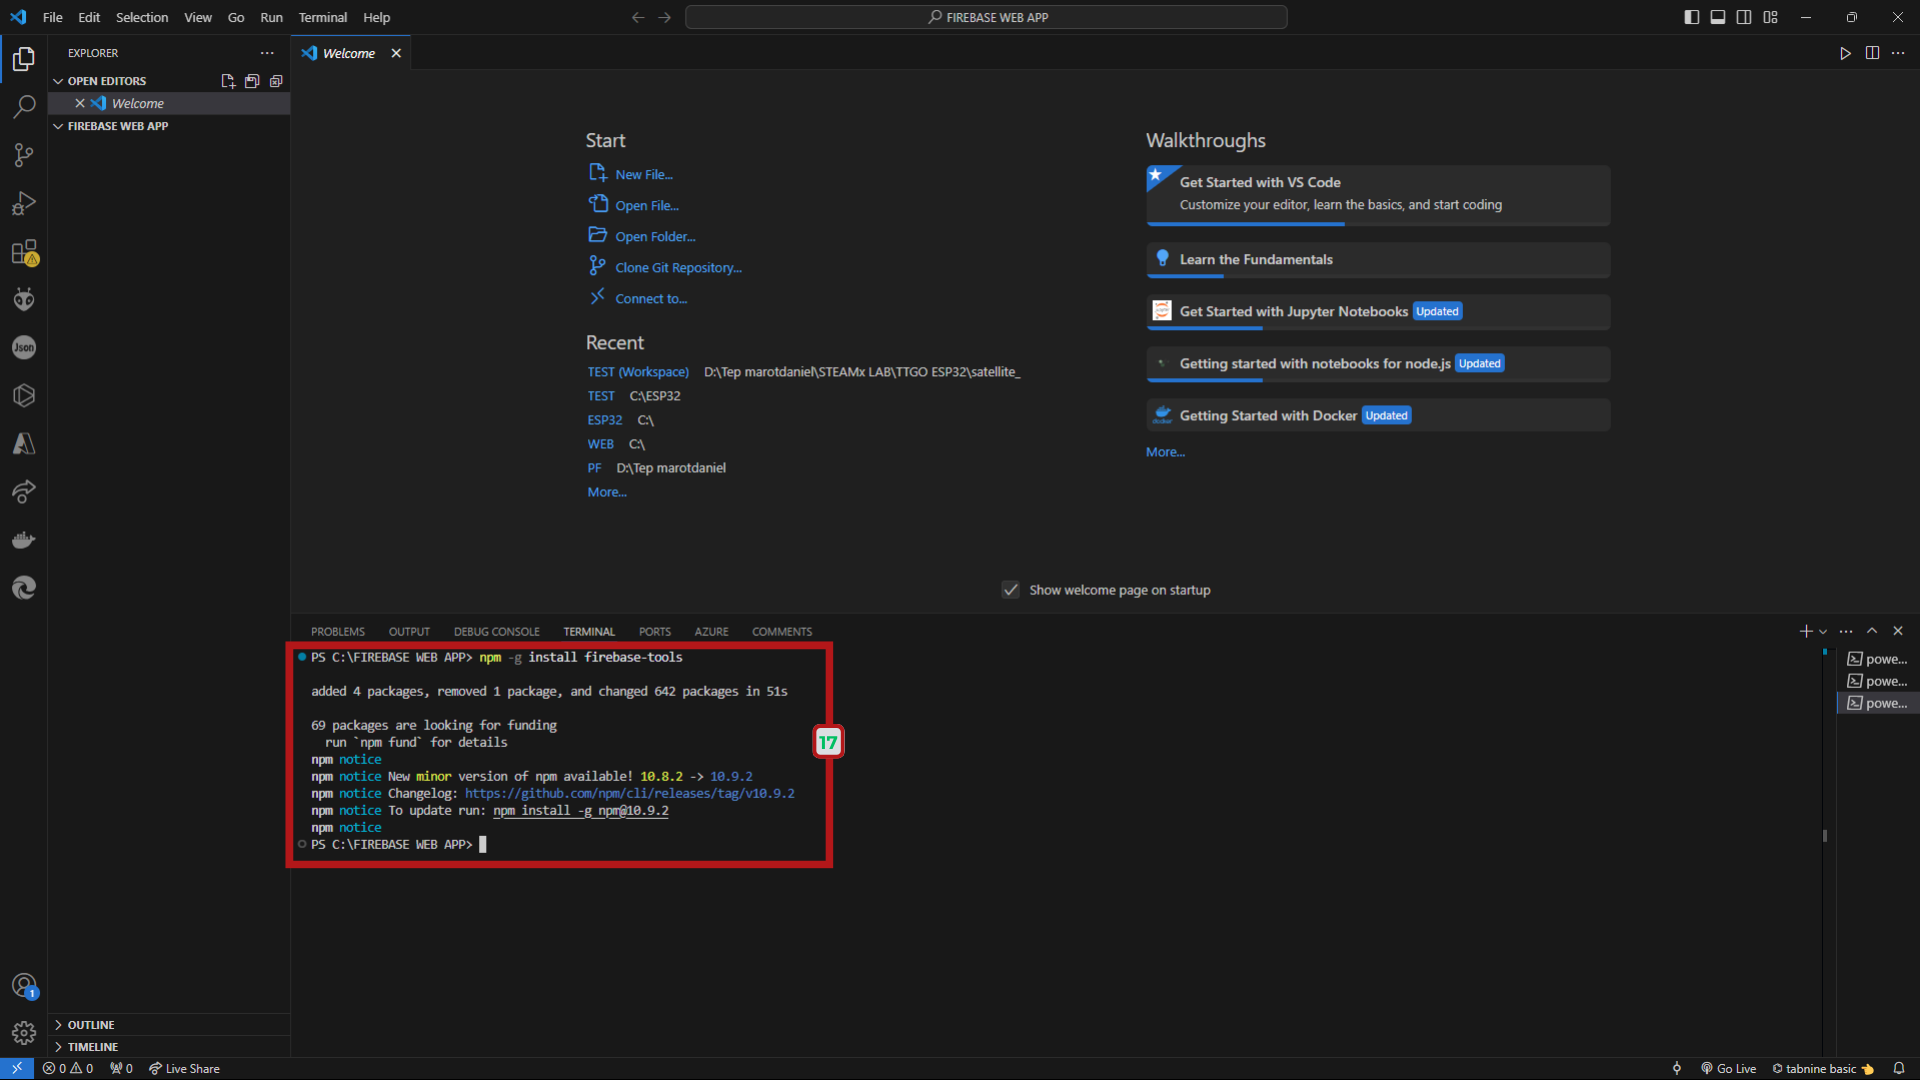 File Edit Selection View Go Run Terminal Help
FIREBASE WEB APP
EXPLORER
OPEN EDITORS
Welcome
FIREBASE WEB APP
OUTLINE
TIMELINE
Welcome
Start
New File...
Open File...
Open Folder...
Clone Git Repository...
Connect to...
Recent
TEST (Workspace) D:\Tep marotdaniel\STEAMx LAB\TTGO ESP32\satellite_
TEST C:\ESP32
ESP32 C:\
WEB C:\
PF D:\Tep marotdaniel
More...
Walkthroughs
Get Started with VS Code
Customize your editor, learn the basics, and start coding
Learn the Fundamentals
Get Started with Jupyter Notebooks Updated
Getting started with notebooks for node.js Updated
Getting Started with Docker Updated
More...
Show welcome page on startup
PROBLEMS OUTPUT DEBUG CONSOLE TERMINAL PORTS AZURE COMMENTS
PS C:\FIREBASE WEB APP> npm -g install firebase-tools
added 4 packages, removed 1 package, and changed 642 packages in 51s
69 packages are looking for funding
run `npm fund` for details
npm notice
npm notice New minor version of npm available! 10.8.2 -> 10.9.2
npm notice Changelog: https://github.com/npm/cli/releases/tag/v10.9.2
npm notice To update run: npm install -g npm@10.9.2
npm notice
PS C:\FIREBASE WEB APP>
17
powe...
powe...
powe...
Json
1
0 0 0 Live Share
Go Live tabnine basic